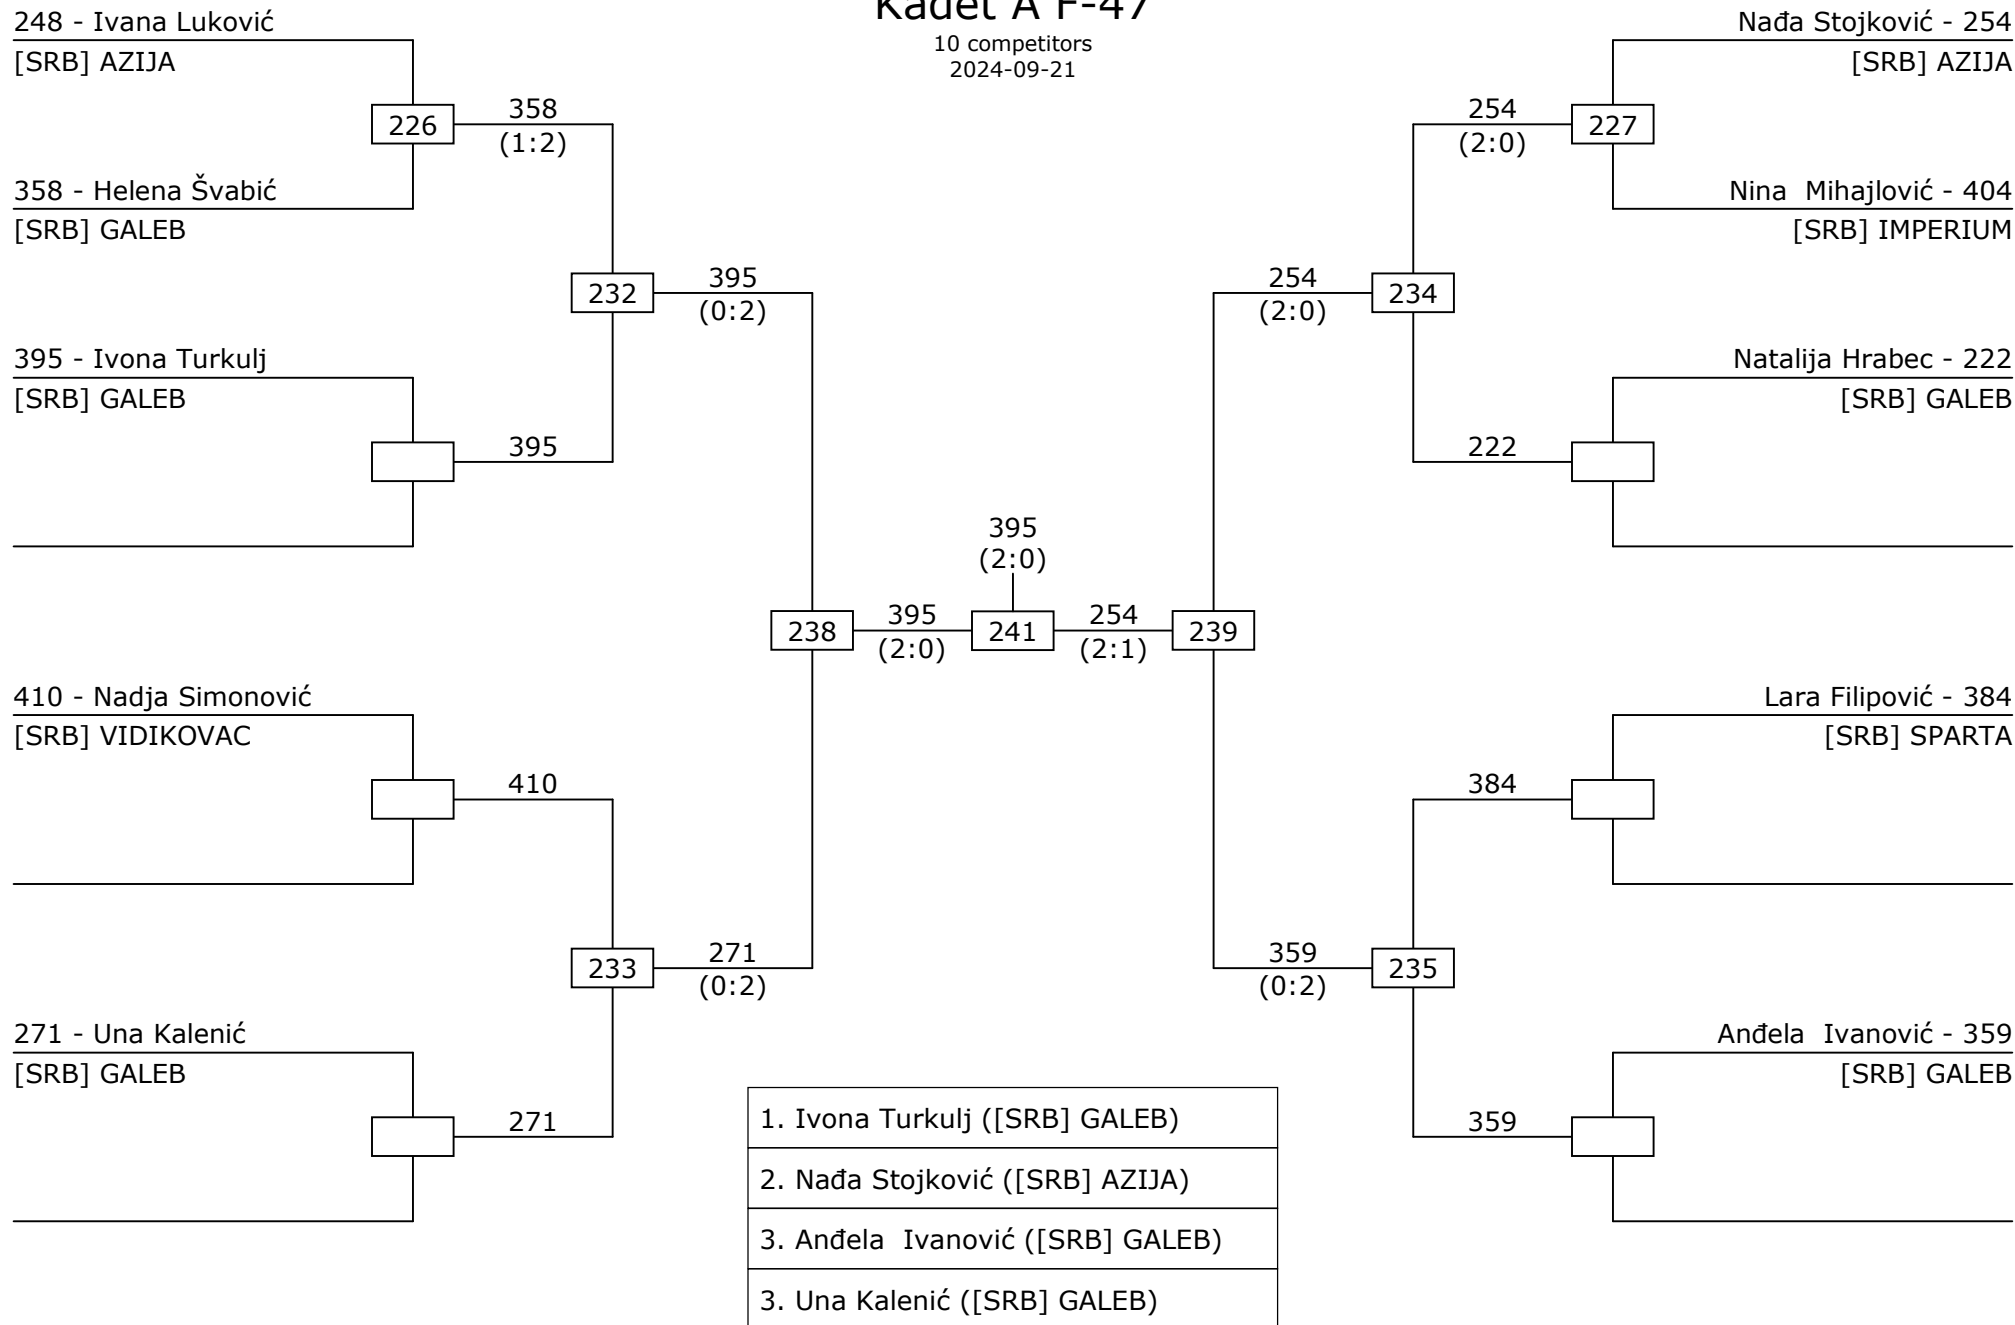 Kadet A F-47
10 competitors
2024-09-21
248 - Ivana Luković
[SRB] AZIJA
226
358
(1:2)
358 - Helena Švabić
[SRB] GALEB
232
395
(0:2)
395 - Ivona Turkulj
[SRB] GALEB
395
410 - Nadja Simonović
[SRB] VIDIKOVAC
410
233
271
(0:2)
271 - Una Kalenić
[SRB] GALEB
271
238
395
(2:0)
395
(2:0)
241
254
(2:1)
239
Nađa Stojković - 254
[SRB] AZIJA
254
(2:0)
227
Nina  Mihajlović - 404
[SRB] IMPERIUM
254
(2:0)
234
Natalija Hrabec - 222
[SRB] GALEB
222
Lara Filipović - 384
[SRB] SPARTA
384
359
(0:2)
235
Anđela  Ivanović - 359
[SRB] GALEB
359
1. Ivona Turkulj ([SRB] GALEB)
2. Nađa Stojković ([SRB] AZIJA)
3. Anđela  Ivanović ([SRB] GALEB)
3. Una Kalenić ([SRB] GALEB)